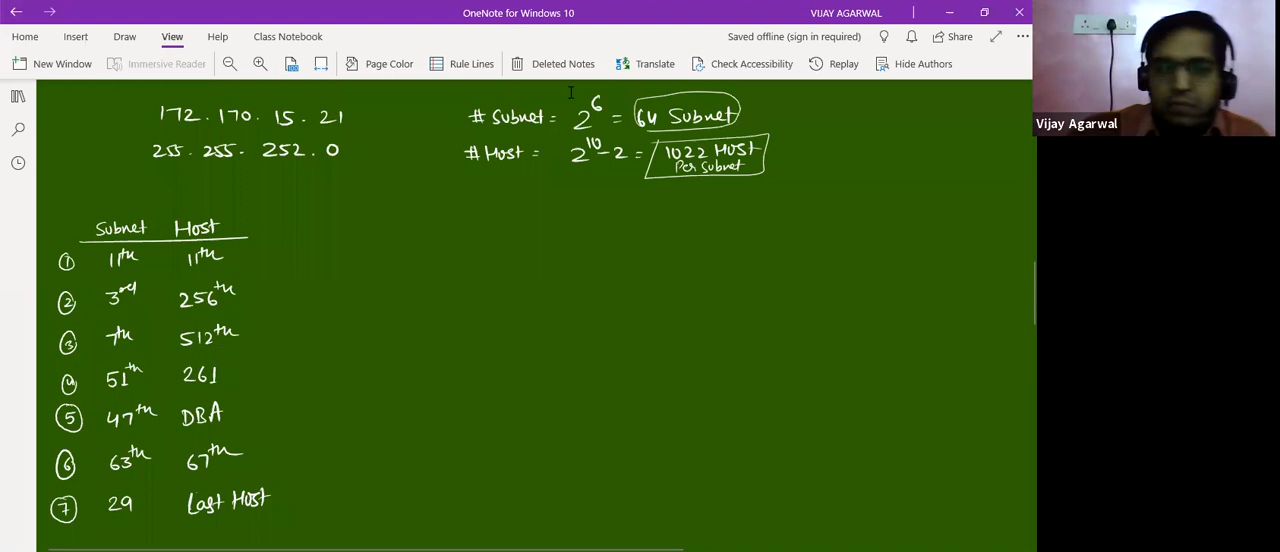 OneNote for Windows 10
VIJAY AGARWAL
Home Insert Draw View Help Class Notebook
Saved offline (sign in required) Share
New Window Immersive Reader Page Color Rule Lines Deleted Notes Translate Check Accessibility Replay Hide Authors
Vijay Agarwal
172.170.15.21
255.255.252.0
# Subnet = 2^6 = 64 Subnet
# Host = 2^10-2 = 1022 Host
Per Subnet
Subnet Host
1 11th 11th
2 3rd 256th
3 7th 512th
4 51th 261
5 47th DBA
6 63th 67th
7 29 Last Host